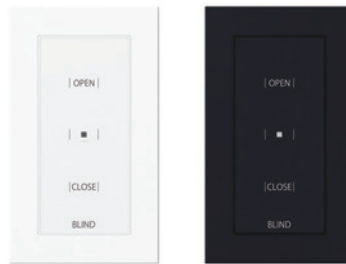 | OPEN |
| ■ |
|CLOSE|
BLIND
| OPEN |
| ■ |
|CLOSE|
BLIND